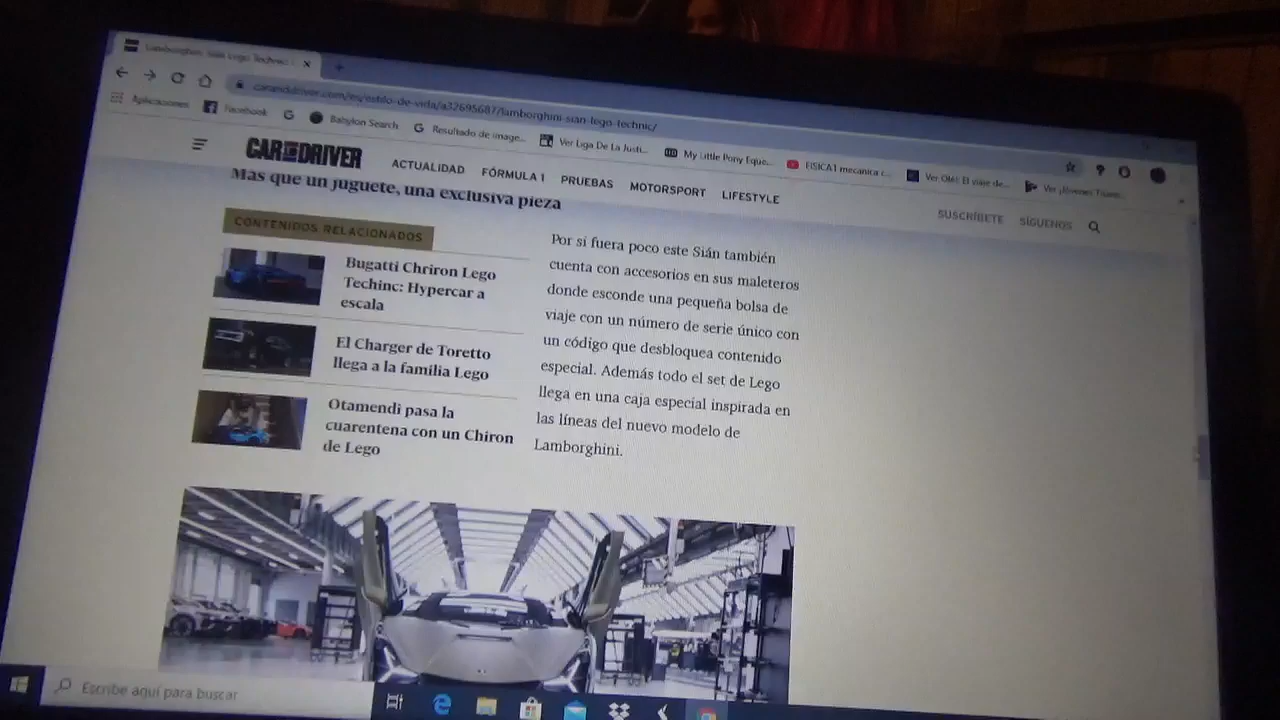 Lamborghini Sián Lego Technic
caranddriver.com/es/estilo-de-vida/a32695687/lamborghini-sian-lego-technic/
Aplicaciones
Facebook
Babylon Search
Resultado de image...
Ver Liga De La Justi...
My Little Pony Eque...
FISICA1 mecanica c...
Ver Olé! El viaje de...
Ver ¡Jóvenes Titane...
CAR AND DRIVER
ACTUALIDAD
FÓRMULA 1
PRUEBAS
MOTORSPORT
LIFESTYLE
SUSCRÍBETE
SÍGUENOS
Más que un juguete, una exclusiva pieza
CONTENIDOS RELACIONADOS
Bugatti Chriron Lego
Techinc: Hypercar a
escala
El Charger de Toretto
llega a la familia Lego
Otamendi pasa la
cuarentena con un Chiron
de Lego
Por si fuera poco este Sián también
cuenta con accesorios en sus maleteros
donde esconde una pequeña bolsa de
viaje con un número de serie único con
un código que desbloquea contenido
especial. Además todo el set de Lego
llega en una caja especial inspirada en
las líneas del nuevo modelo de
Lamborghini.
Escribe aquí para buscar